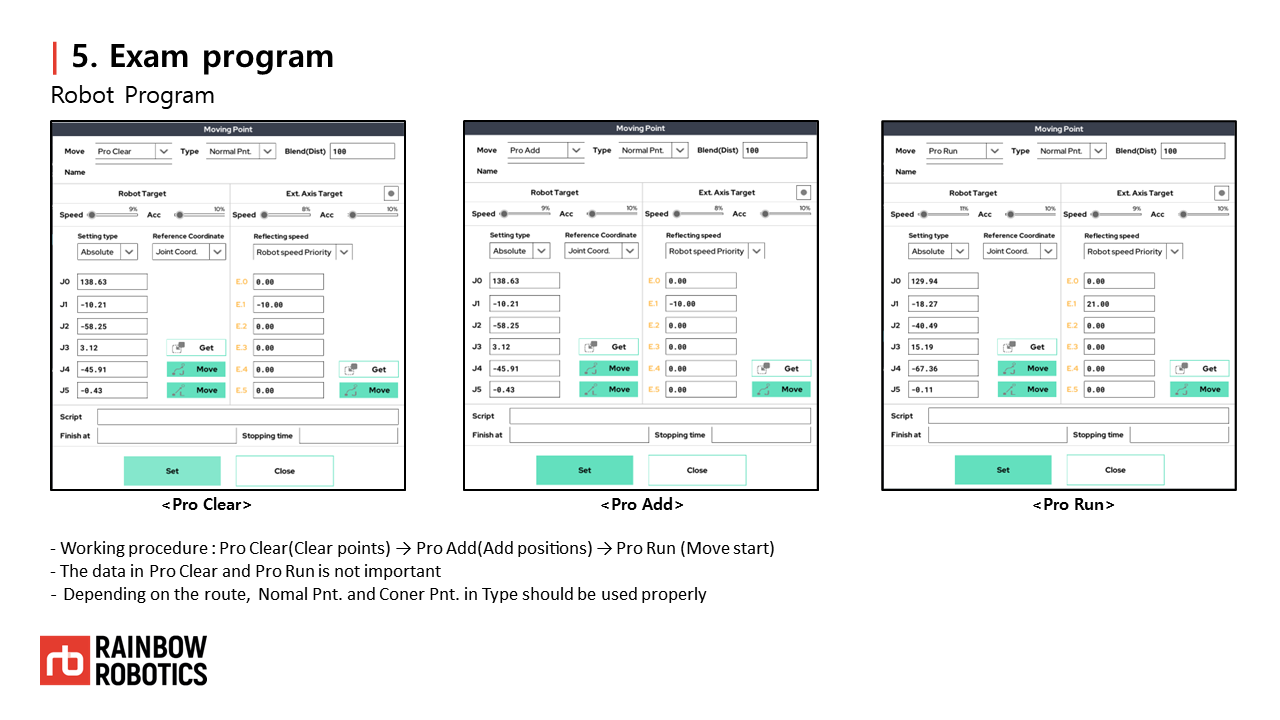 5. Exam program
Robot Program
Moving Point
Move Pro Clear Type Normal Pnt. Blend(Dist) 100
Name
Robot Target Ext. Axis Target
Speed 9% Acc 10% Speed 8% Acc 10%
Setting type Reference Coordinate Reflecting speed
Absolute Joint Coord. Robot speed Priority
J0 138.63 E.0 0.00
J1 -10.21 E.1 -10.00
J2 -58.25 E.2 0.00
J3 3.12 Get E.3 0.00
J4 -45.91 Move E.4 0.00 Get
J5 -0.43 Move E.5 0.00 Move
Script
Finish at Stopping time
Set Close
<Pro Clear>
Moving Point
Move Pro Add Type Normal Pnt. Blend(Dist) 100
Name
Robot Target Ext. Axis Target
Speed 9% Acc 10% Speed 8% Acc 10%
Setting type Reference Coordinate Reflecting speed
Absolute Joint Coord. Robot speed Priority
J0 138.63 E.0 0.00
J1 -10.21 E.1 -10.00
J2 -58.25 E.2 0.00
J3 3.12 Get E.3 0.00
J4 -45.91 Move E.4 0.00 Get
J5 -0.43 Move E.5 0.00 Move
Script
Finish at Stopping time
Set Close
<Pro Add>
Moving Point
Move Pro Run Type Normal Pnt. Blend(Dist) 100
Name
Robot Target Ext. Axis Target
Speed 11% Acc 10% Speed 9% Acc 10%
Setting type Reference Coordinate Reflecting speed
Absolute Joint Coord. Robot speed Priority
J0 129.94 E.0 0.00
J1 -18.27 E.1 21.00
J2 -40.49 E.2 0.00
J3 15.19 Get E.3 0.00
J4 -67.36 Move E.4 0.00 Get
J5 -0.11 Move E.5 0.00 Move
Script
Finish at Stopping time
Set Close
<Pro Run>
- Working procedure : Pro Clear(Clear points) → Pro Add(Add positions) → Pro Run (Move start)
- The data in Pro Clear and Pro Run is not important
- Depending on the route, Nomal Pnt. and Coner Pnt. in Type should be used properly
rb RAINBOW
ROBOTICS